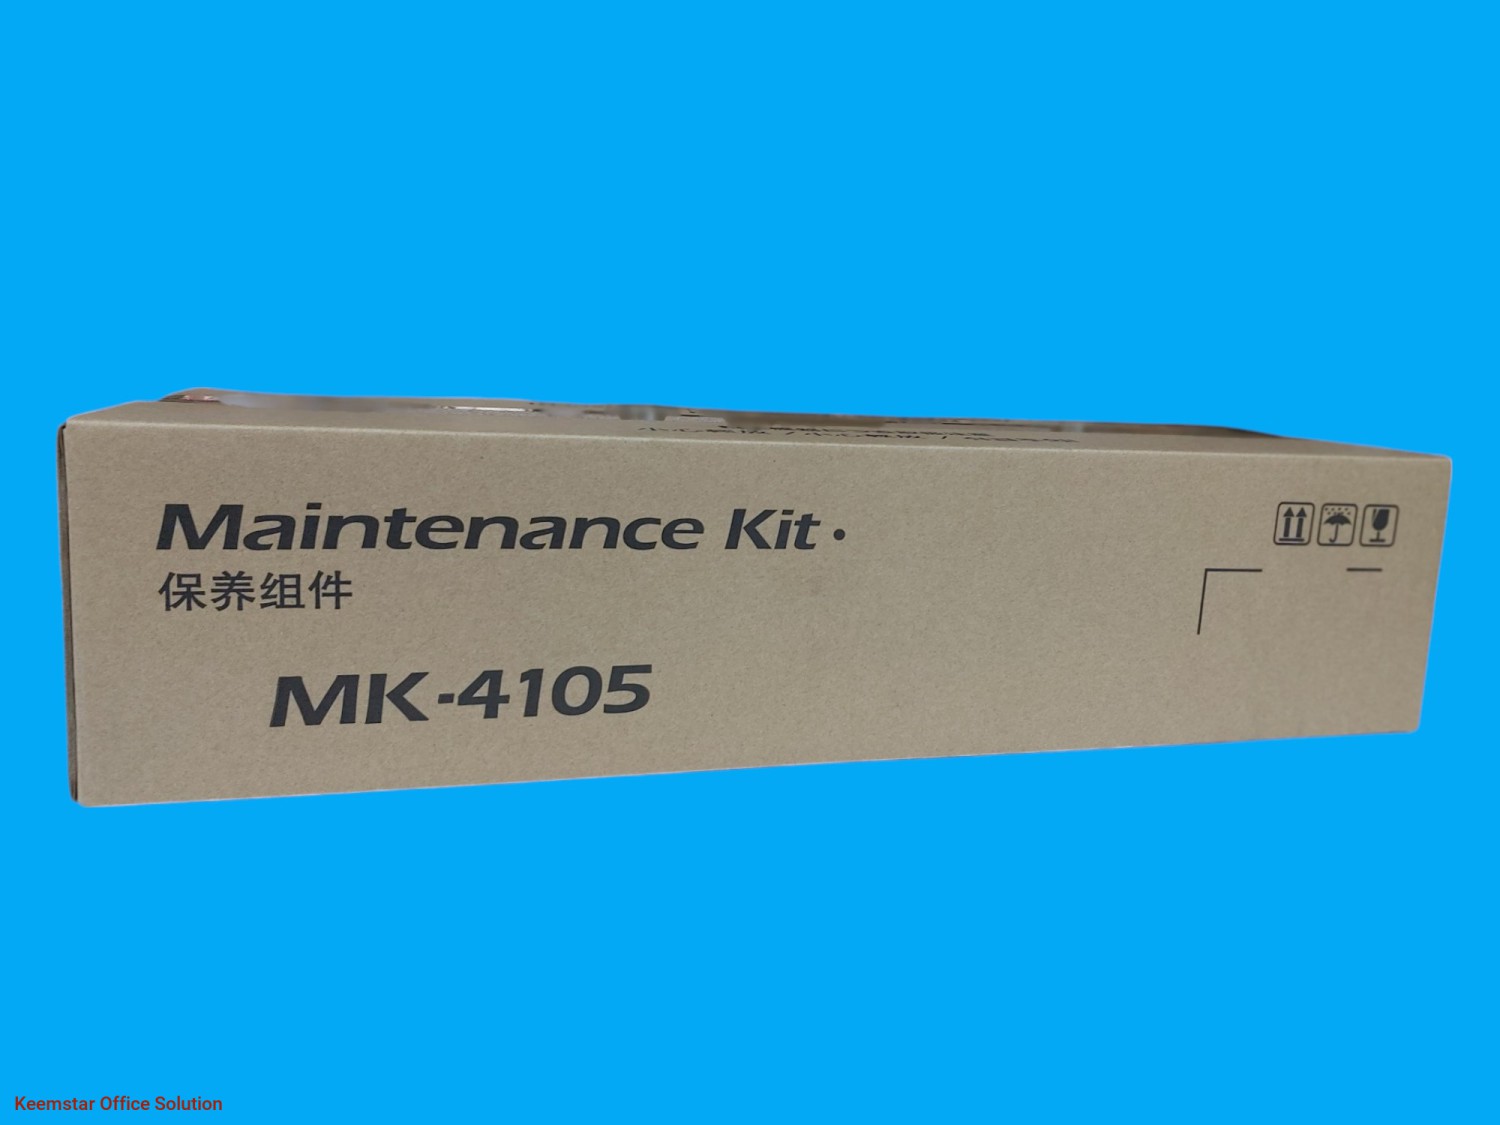 Maintenance Kit•
保养组件
MK-4105
Keemstar Office Solution